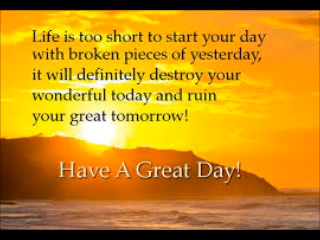 Life is too short to start your day
with broken pieces of yesterday,
it will definitely destroy your
wonderful today and ruin
your great tomorrow!
Have A Great Day!